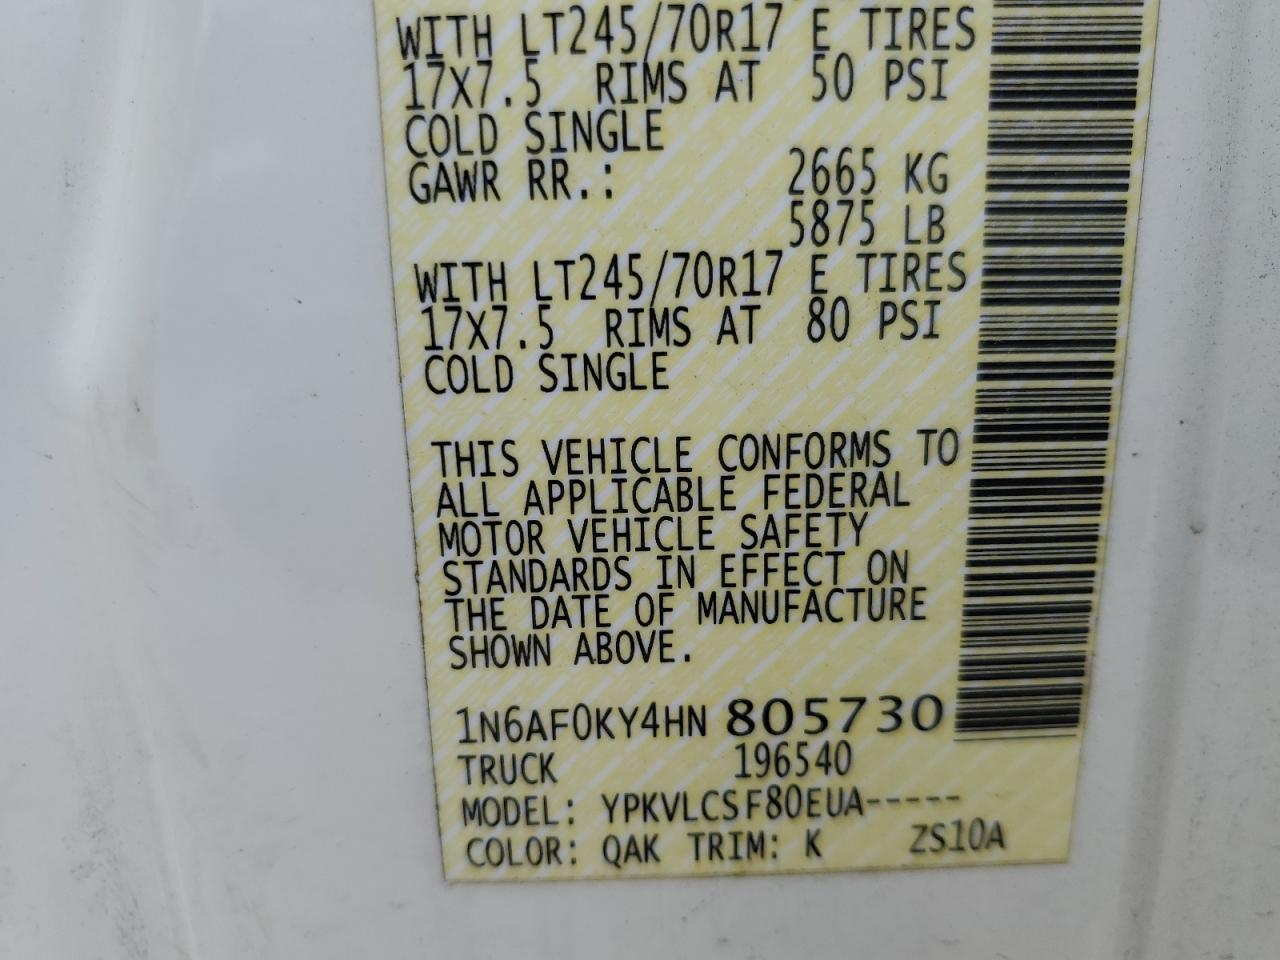 WITH LT245/70R17 E TIRES
17X7.5 RIMS AT 50 PSI
COLD SINGLE
GAWR RR.: 2665 KG
5875 LB
WITH LT245/70R17 E TIRES
17X7.5 RIMS AT 80 PSI
COLD SINGLE
THIS VEHICLE CONFORMS TO
ALL APPLICABLE FEDERAL
MOTOR VEHICLE SAFETY
STANDARDS IN EFFECT ON
THE DATE OF MANUFACTURE
SHOWN ABOVE.
1N6AF0KY4HN 805730
TRUCK 196540
MODEL: YPKVLCSF80EUA-----
COLOR: QAK TRIM: K ZS10A